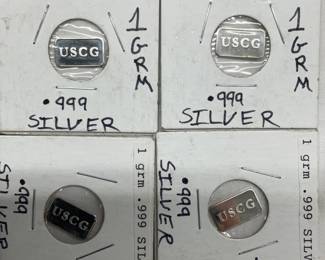 USCG
1
GRM
.999
SILVER
USCG
1
GRM
.999
SILVER
USCG
.999
SILVER
1 grm .999 SIL
USCG
.999
SILVER
1 grm .999 SILV